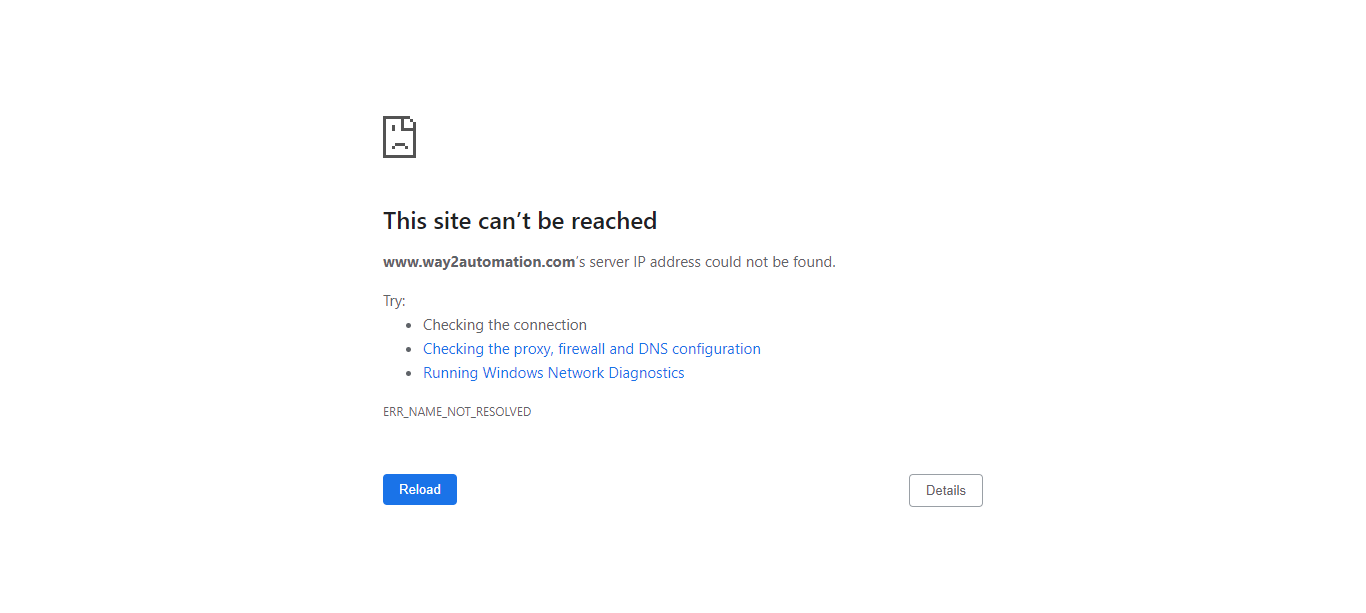 This site can’t be reached
www.way2automation.com's server IP address could not be found.
Try:
Checking the connection
Checking the proxy, firewall and DNS configuration
Running Windows Network Diagnostics
ERR_NAME_NOT_RESOLVED
Reload
Details